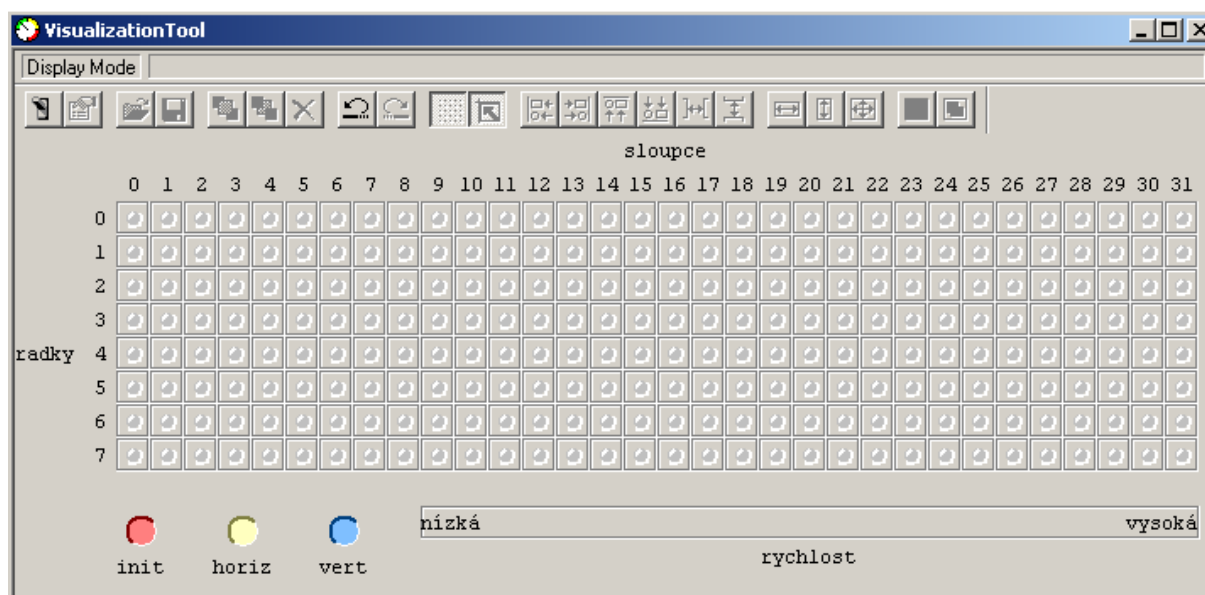 VisualizationTool
Display Mode
sloupce
0 1 2 3 4 5 6 7 8 9 10 11 12 13 14 15 16 17 18 19 20 21 22 23 24 25 26 27 28 29 30 31
0
1
2
3
radky 4
5
6
7
nízká vysoká
init horiz vert rychlost